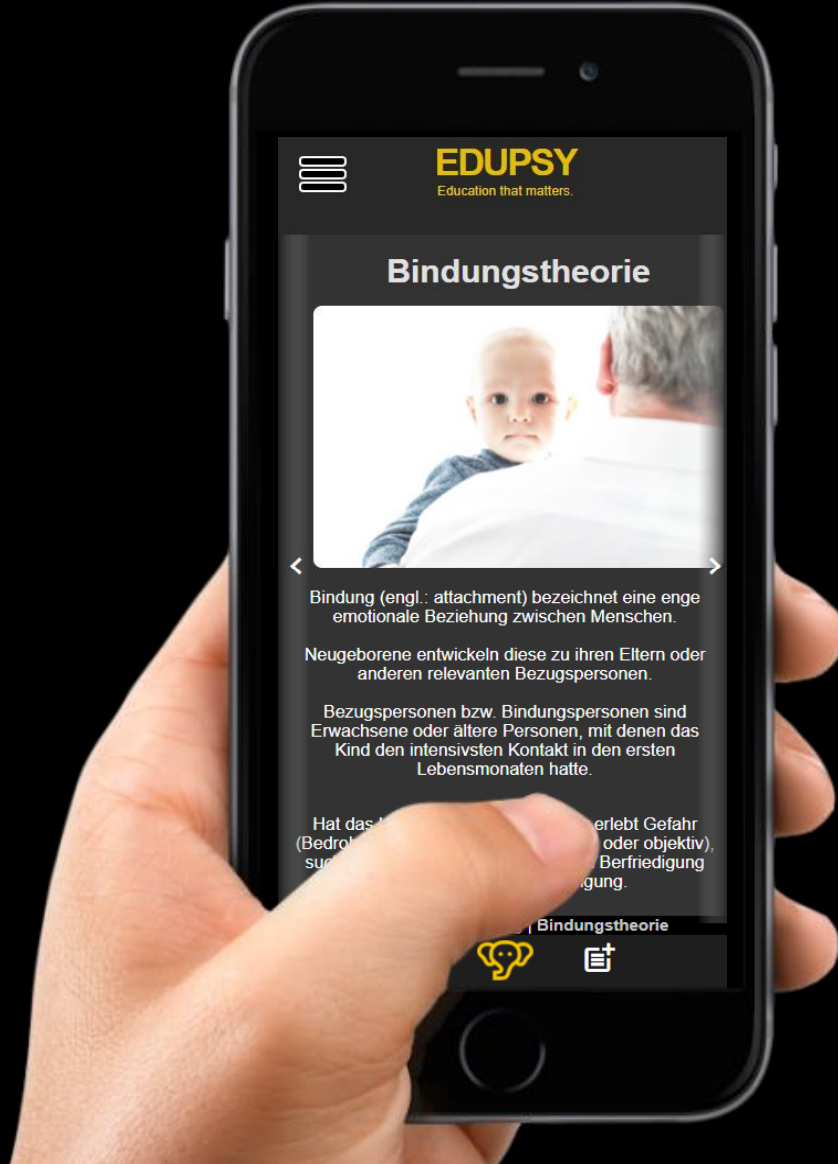 EDUPSY
Education that matters.
Bindungstheorie
Bindung (engl.: attachment) bezeichnet eine enge
emotionale Beziehung zwischen Menschen.
Neugeborene entwickeln diese zu ihren Eltern oder
anderen relevanten Bezugspersonen.
Bezugspersonen bzw. Bindungspersonen sind
Erwachsene oder ältere Personen, mit denen das
Kind den intensivsten Kontakt in den ersten
Lebensmonaten hatte.
Hat das erlebt Gefahr
oder objektiv),
Berfriedigung
| Bindungstheorie